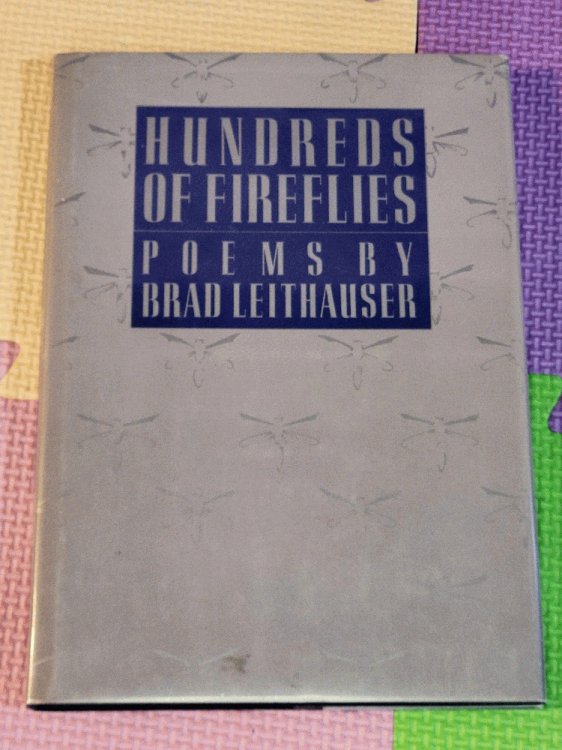 HUNDREDS
OF FIREFLIES
POEMS BY
BRAD LEITHAUSER